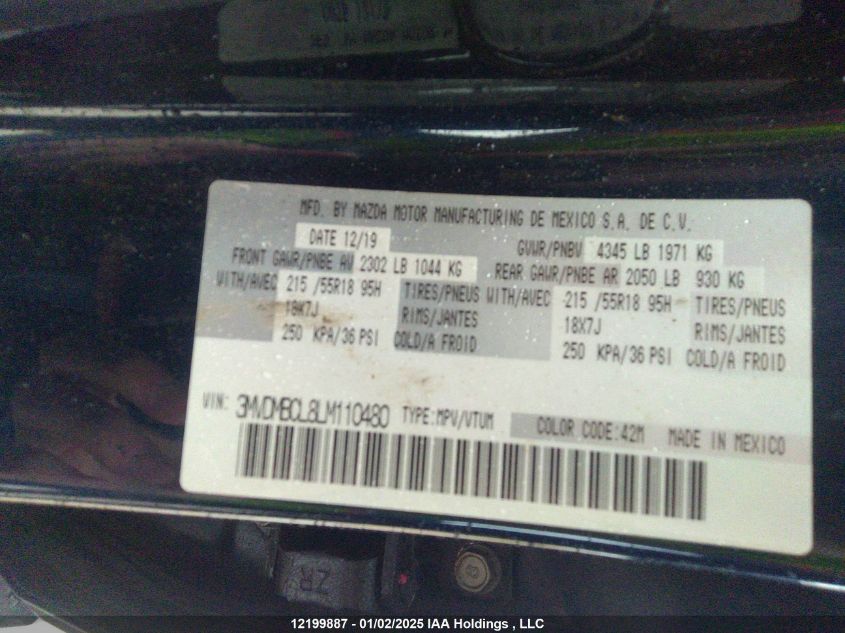 MFD. BY MAZDA MOTOR MANUFACTURING DE MEXICO S.A. DE C.V.
DATE 12/19 GVWR/PNBV 4345 LB 1971 KG
FRONT GAWR/PNBE AV 2302 LB 1044 KG REAR GAWR/PNBE AR 2050 LB 930 KG
WITH/AVEC 215 /55R18 95H TIRES/PNEUS WITH/AVEC 215 /55R18 95H TIRES/PNEUS
18X7J RIMS/JANTES 18X7J RIMS/JANTES
250 KPA/36 PSI COLD/A FROID 250 KPA/36 PSI COLD/A FROID
VIN: 3MVDMBCL8LM110480 TYPE:MPV/VTUM COLOR CODE:42M MADE IN MEXICO
ZR
8
12199887 - 01/02/2025 IAA Holdings , LLC